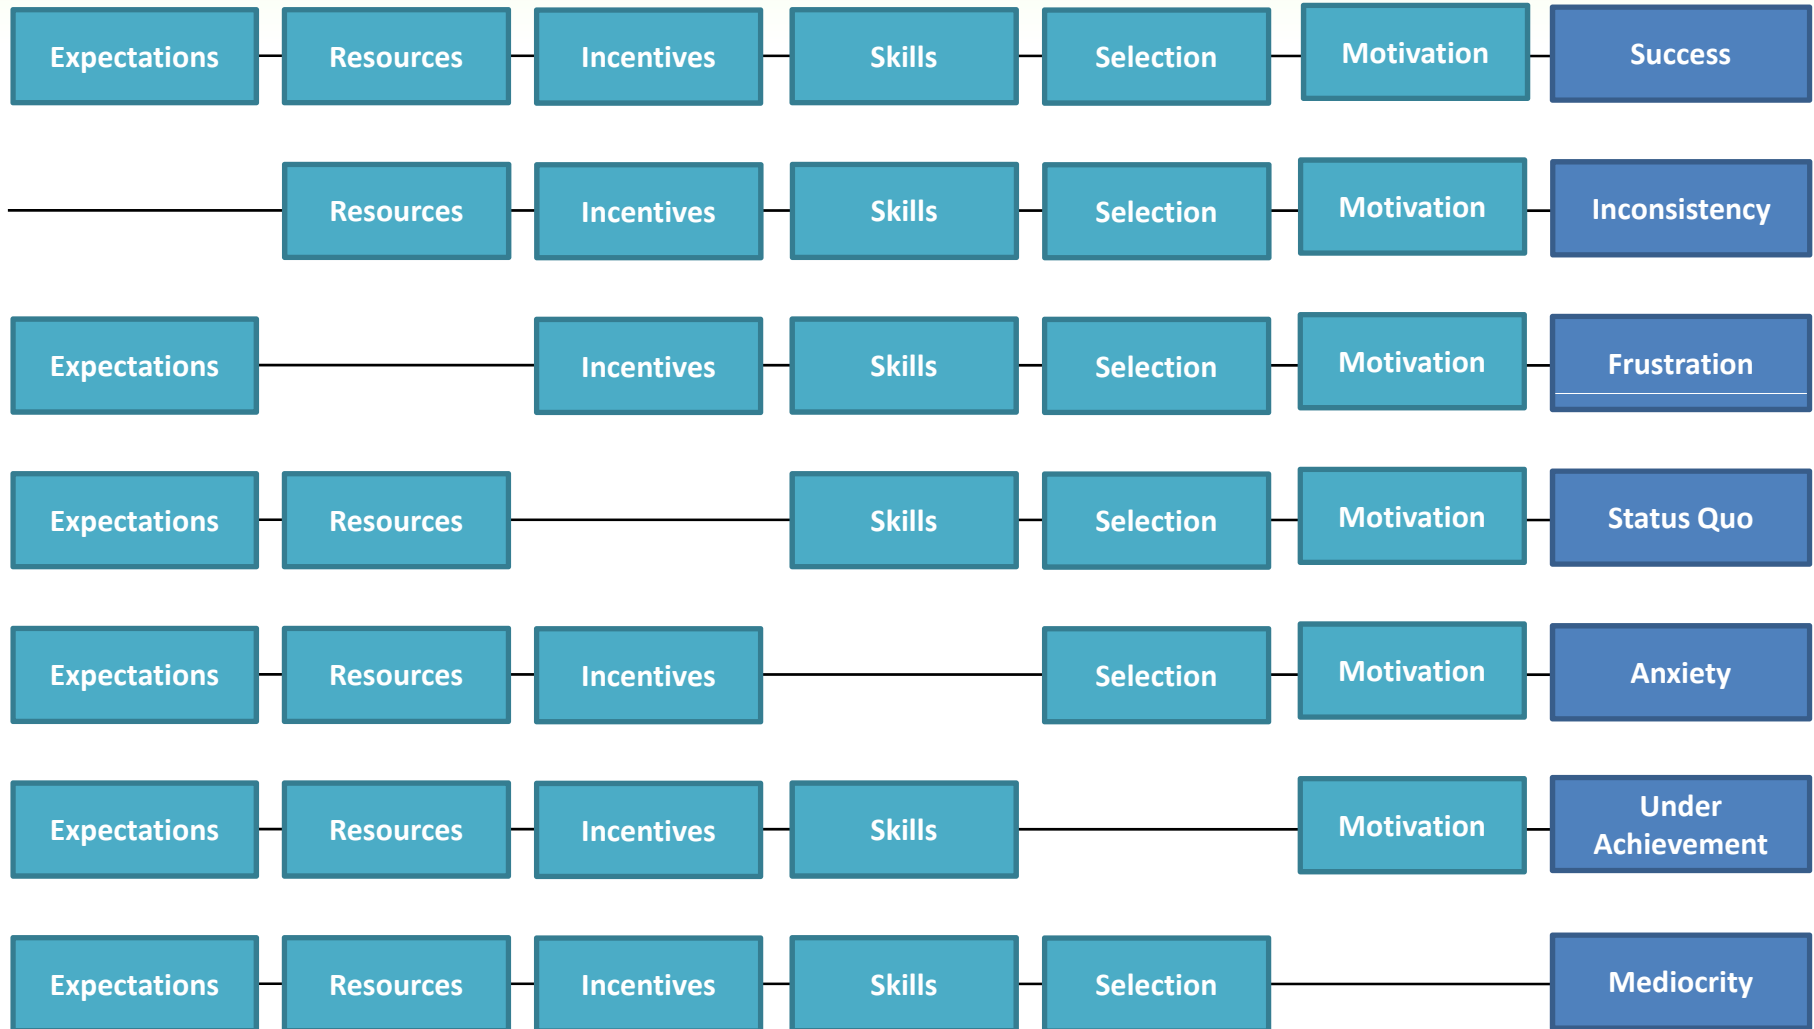 Expectations Resources Incentives Skills Selection Motivation Success
Resources Incentives Skills Selection Motivation Inconsistency
Expectations Incentives Skills Selection Motivation Frustration
Expectations Resources Skills Selection Motivation Status Quo
Expectations Resources Incentives Selection Motivation Anxiety
Expectations Resources Incentives Skills Motivation Under
Achievement
Expectations Resources Incentives Skills Selection Mediocrity